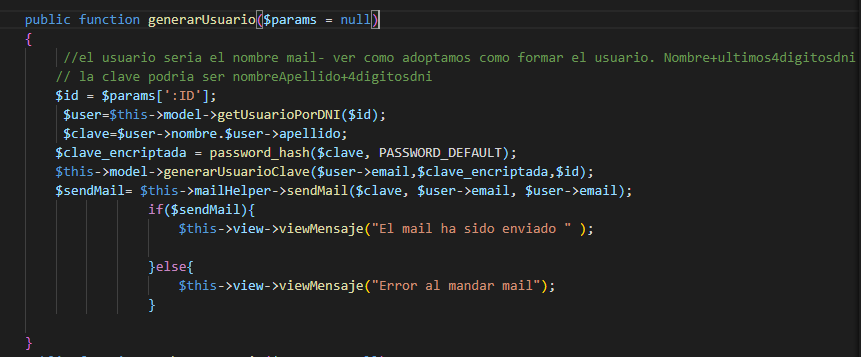 public function generarUsuario($params = null)
{
//el usuario seria el nombre mail- ver como adoptamos como formar el usuario. Nombre+ultimos4digitosdni
// la clave podria ser nombreApellido+4digitosdni
$id = $params[':ID'];
$user=$this->model->getUsuarioPorDNI($id);
$clave=$user->nombre.$user->apellido;
$clave_encriptada = password_hash($clave, PASSWORD_DEFAULT);
$this->model->generarUsuarioClave($user->email,$clave_encriptada,$id);
$sendMail= $this->mailHelper->sendMail($clave, $user->email, $user->email);
if($sendMail){
$this->view->viewMensaje("El mail ha sido enviado " );
}else{
$this->view->viewMensaje("Error al mandar mail");
}
}